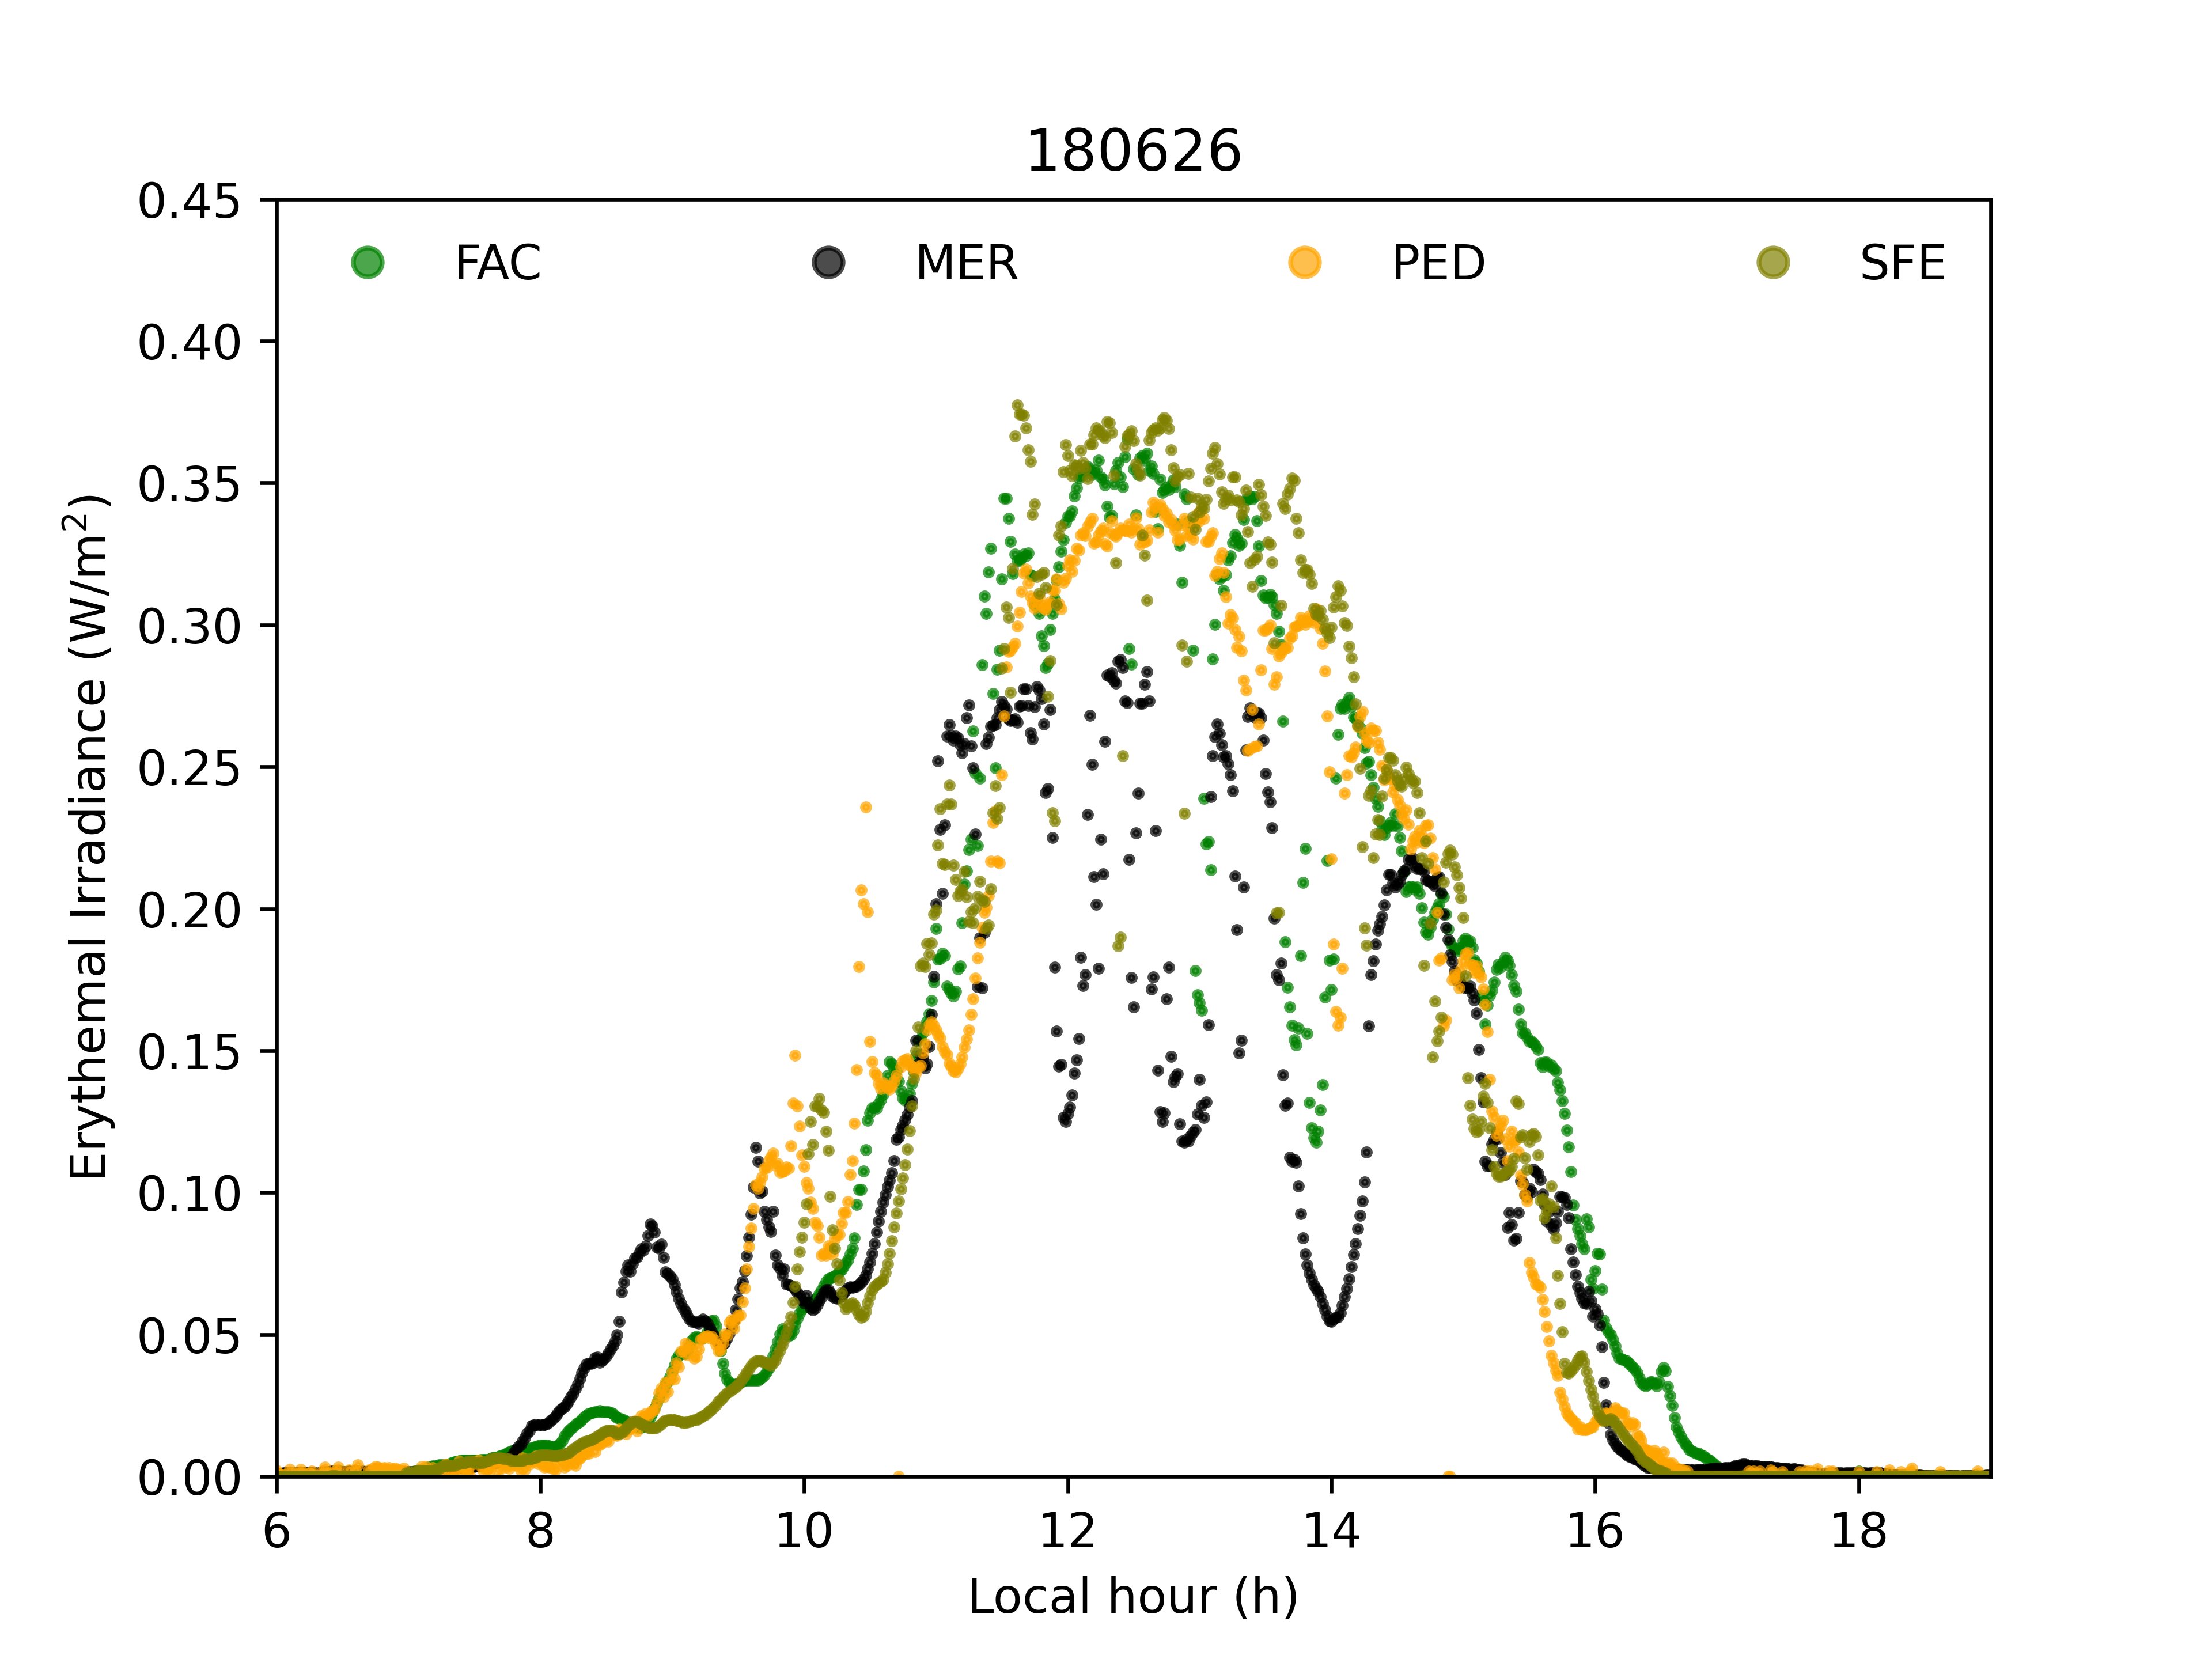 180626
FAC MER PED SFE
0.45
0.40
0.35
0.30
0.25
0.20
0.15
0.10
0.05
0.00
Erythemal Irradiance (W/m²)
6 8 10 12 14 16 18
Local hour (h)